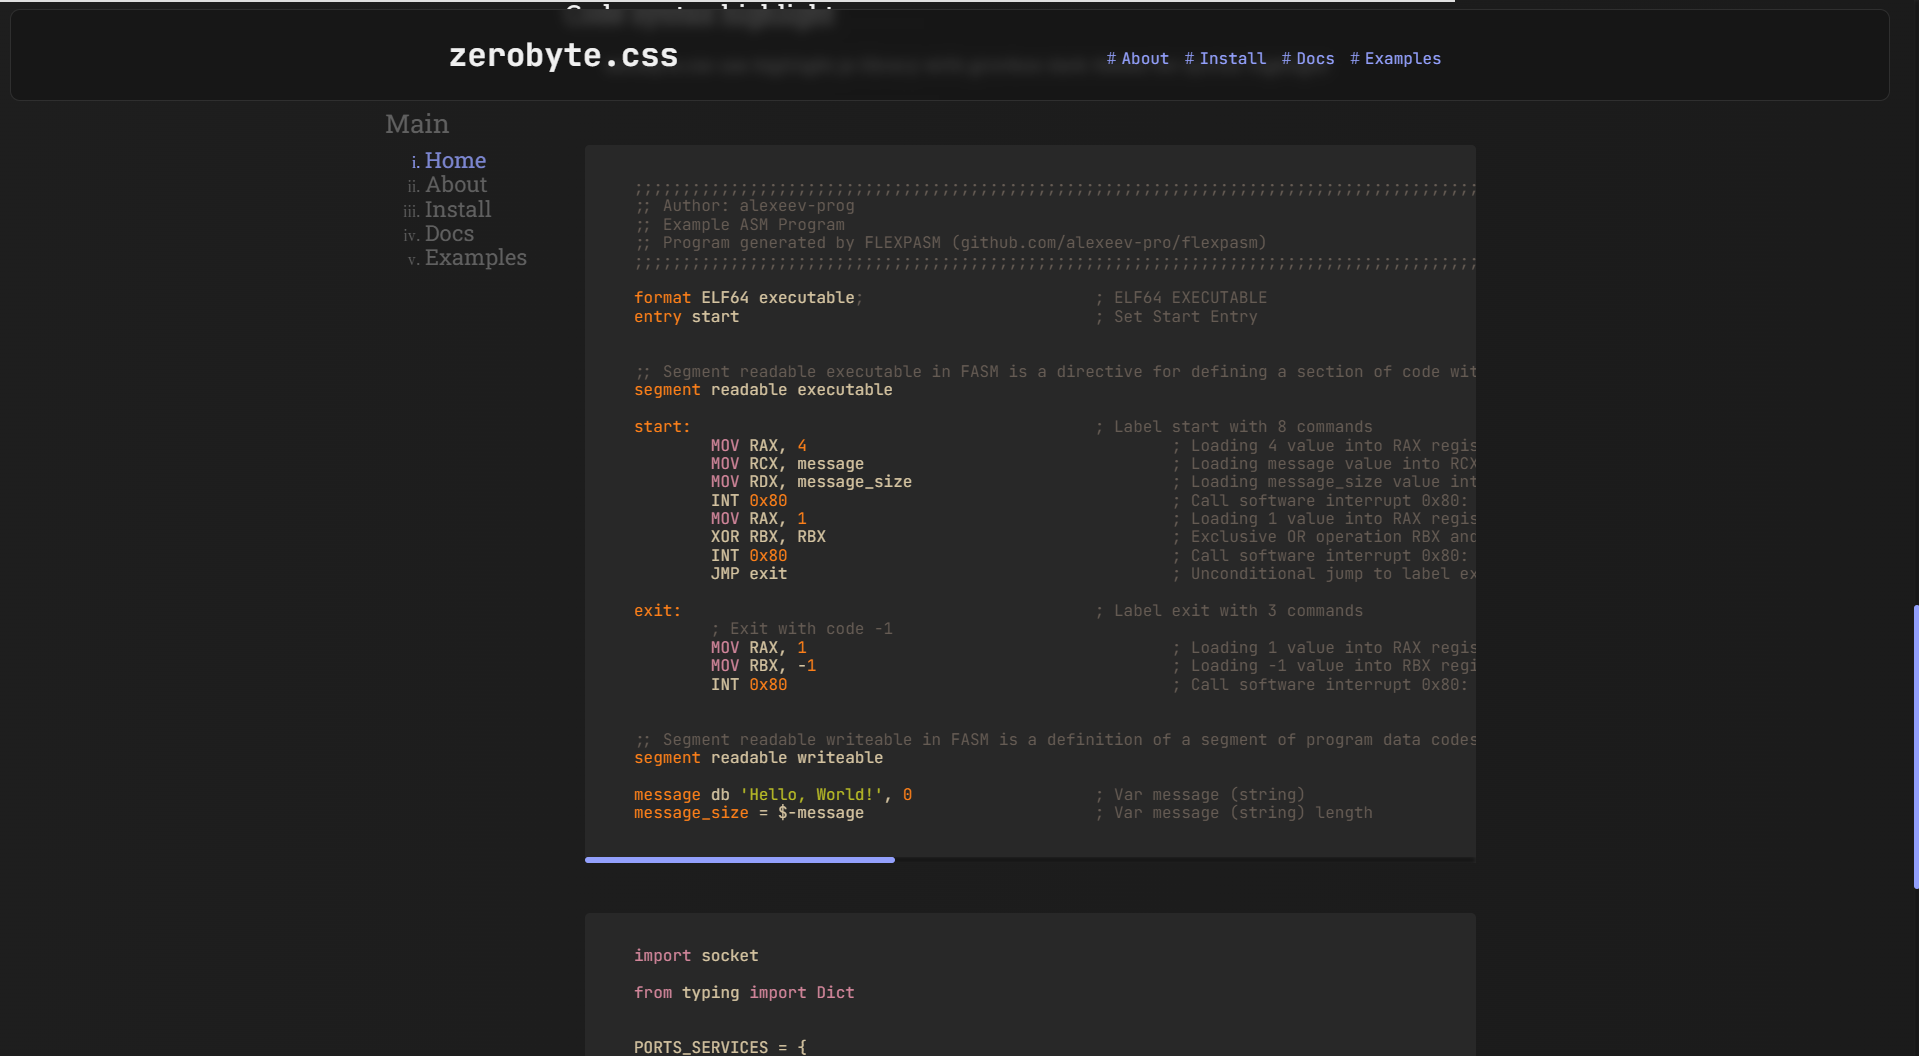 Code syntax highlight
zerobyte.css
# About # Install # Docs # Examples
Main
i. Home
ii. About
iii. Install
iv. Docs
v. Examples
;;;;;;;;;;;;;;;;;;;;;;;;;;;;;;;;;;;;;;;;;;;;;;;;;;;;;;;;;;;;;;;;;;;;;;;;;;;;;;;;;;;;;;;;
;; Author: alexeev-prog
;; Example ASM Program
;; Program generated by FLEXPASM (github.com/alexeev-pro/flexpasm)
;;;;;;;;;;;;;;;;;;;;;;;;;;;;;;;;;;;;;;;;;;;;;;;;;;;;;;;;;;;;;;;;;;;;;;;;;;;;;;;;;;;;;;;;
format ELF64 executable; ; ELF64 EXECUTABLE
entry start ; Set Start Entry
;; Segment readable executable in FASM is a directive for defining a section of code wit
segment readable executable
start: ; Label start with 8 commands
MOV RAX, 4 ; Loading 4 value into RAX regis
MOV RCX, message ; Loading message value into RCX
MOV RDX, message_size ; Loading message_size value int
INT 0x80 ; Call software interrupt 0x80:
MOV RAX, 1 ; Loading 1 value into RAX regis
XOR RBX, RBX ; Exclusive OR operation RBX and
INT 0x80 ; Call software interrupt 0x80:
JMP exit ; Unconditional jump to label ex
exit: ; Label exit with 3 commands
; Exit with code -1
MOV RAX, 1 ; Loading 1 value into RAX regis
MOV RBX, -1 ; Loading -1 value into RBX regi
INT 0x80 ; Call software interrupt 0x80:
;; Segment readable writeable in FASM is a definition of a segment of program data codes
segment readable writeable
message db 'Hello, World!', 0 ; Var message (string)
message_size = $-message ; Var message (string) length
import socket
from typing import Dict
PORTS_SERVICES = {